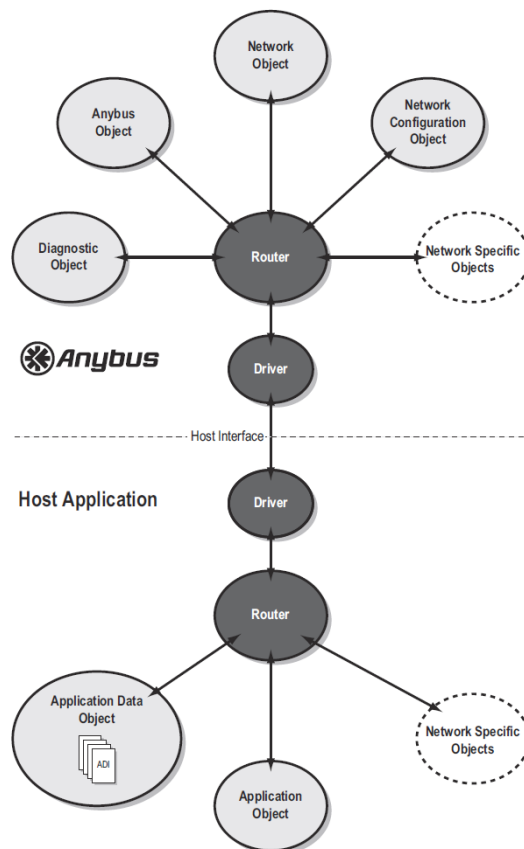 Network
Object
Anybus
Object
Network
Configuration
Object
Diagnostic
Object
Router
Network Specific
Objects
Anybus
Driver
Host Interface
Host Application
Driver
Router
Application Data
Object
ADI
Network Specific
Objects
Application
Object